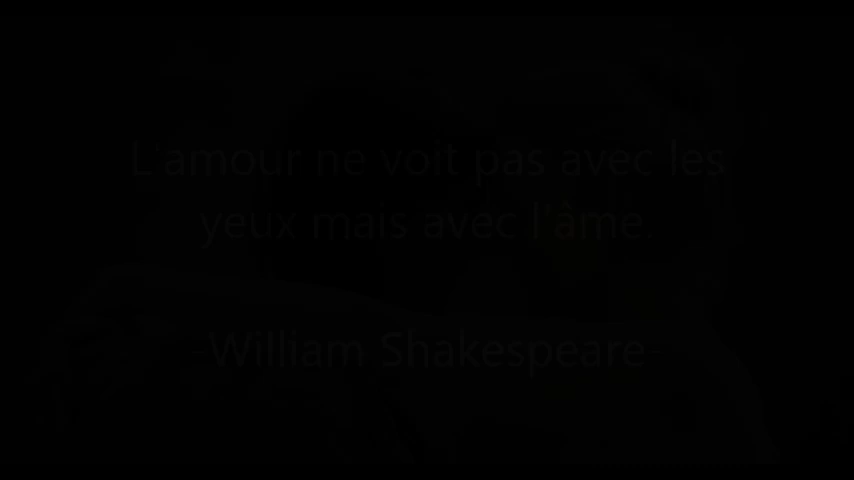 L'amour ne voit pas avec les
yeux mais avec l'âme.
-William Shakespeare-